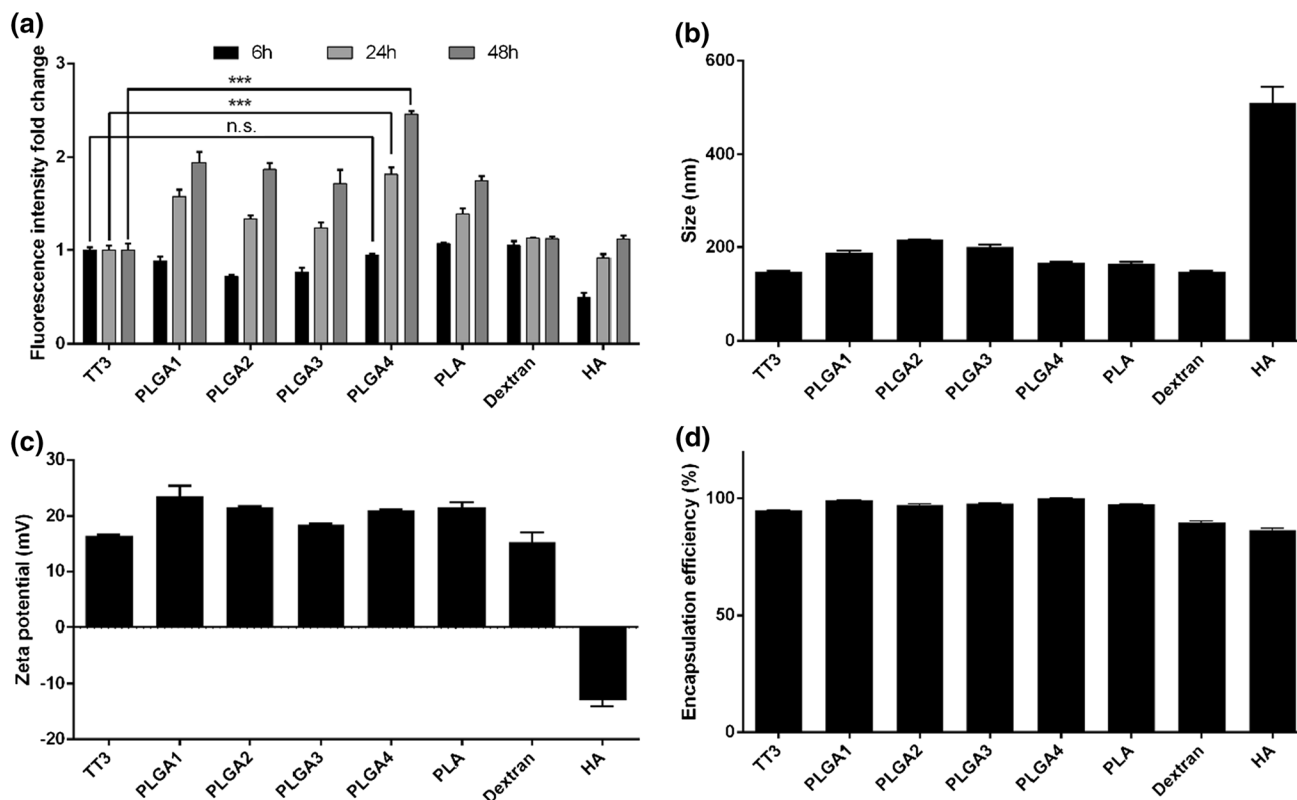 (a)
6h 24h 48h
Fluorescence intensity fold change
3
2
1
0
***
***
n.s.
TT3 PLGA1 PLGA2 PLGA3 PLGA4 PLA Dextran HA
(b)
Size (nm)
600
400
200
0
TT3 PLGA1 PLGA2 PLGA3 PLGA4 PLA Dextran HA
(c)
Zeta potential (mV)
30
20
10
0
-10
-20
TT3 PLGA1 PLGA2 PLGA3 PLGA4 PLA Dextran HA
(d)
Encapsulation efficiency (%)
100
50
0
TT3 PLGA1 PLGA2 PLGA3 PLGA4 PLA Dextran HA